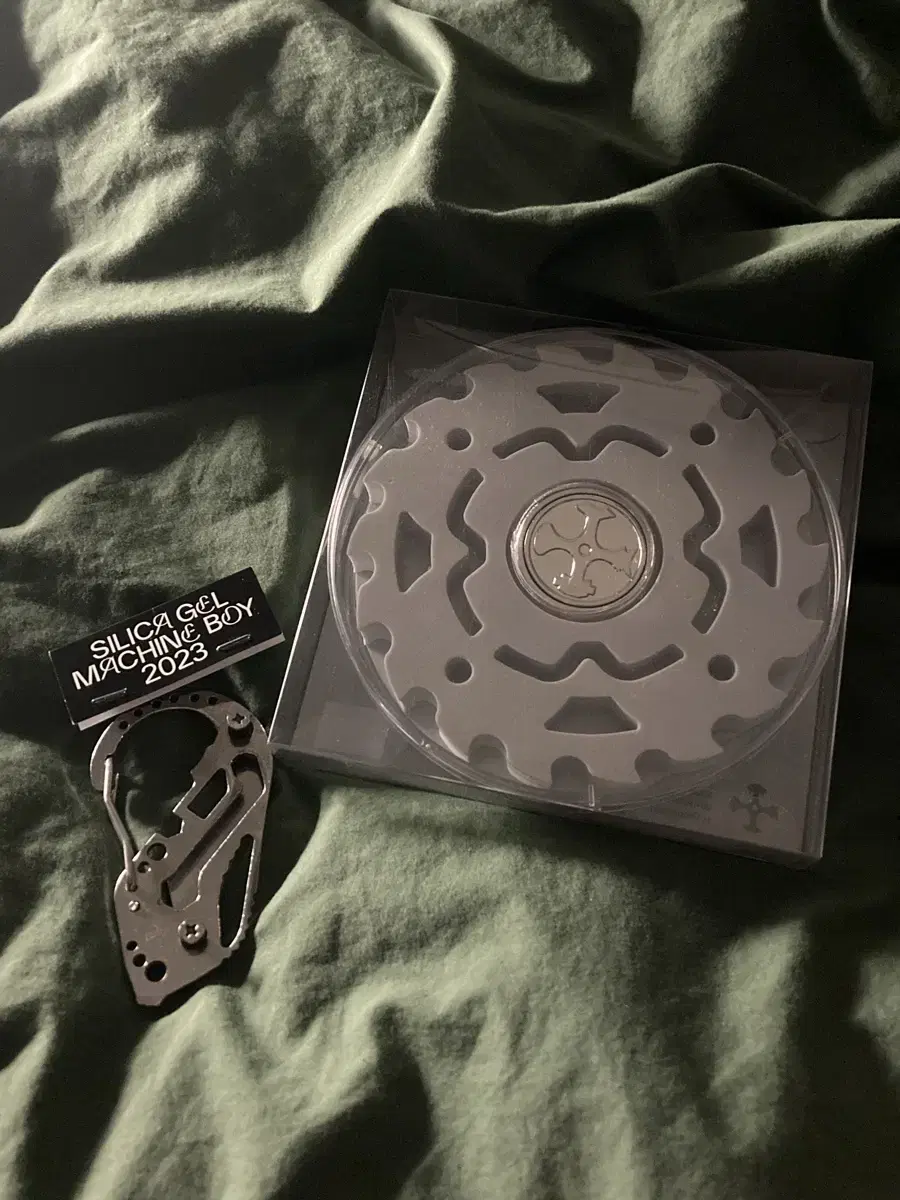 SILICA GEL
MACHINE BOY
2023